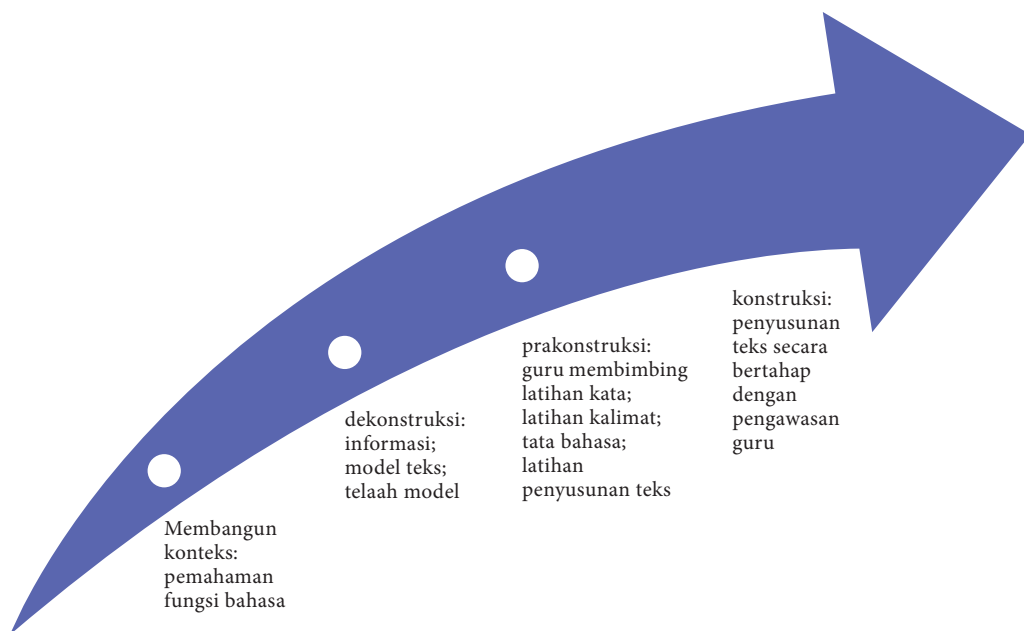 Membangun
konteks:
pemahaman
fungsi bahasa
dekonstruksi:
informasi;
model teks;
telaah model
prakonstruksi:
guru membimbing
latihan kata;
latihan kalimat;
tata bahasa;
latihan
penyusunan teks
konstruksi:
penyusunan
teks secara
bertahap
dengan
pengawasan
guru